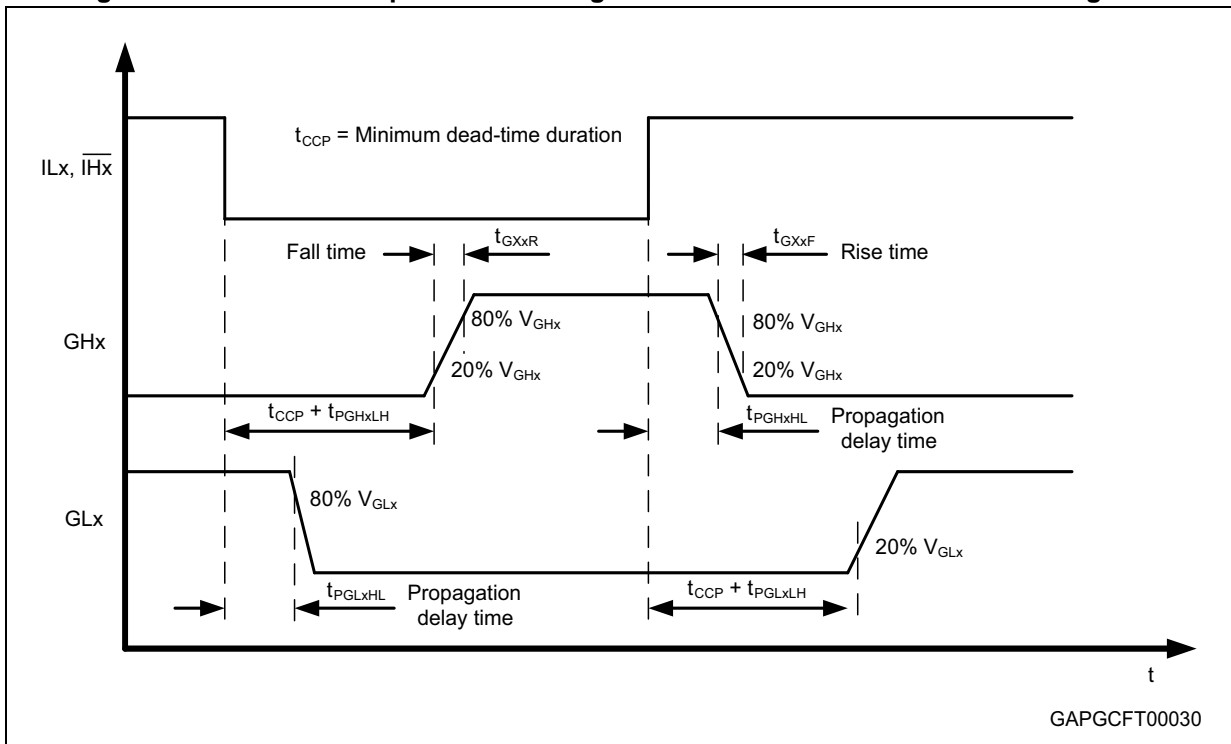 t_CCP = Minimum dead-time duration
ILx, I̅H̅x̅
Fall time
t_GXxR
t_GXxF
Rise time
GHx
80% V_GHx
80% V_GHx
20% V_GHx
20% V_GHx
t_CCP + t_PGHxLH
t_PGHxHL
Propagation
delay time
GLx
80% V_GLx
20% V_GLx
t_PGLxHL
Propagation
delay time
t_CCP + t_PGLxLH
t
GAPGCFT00030